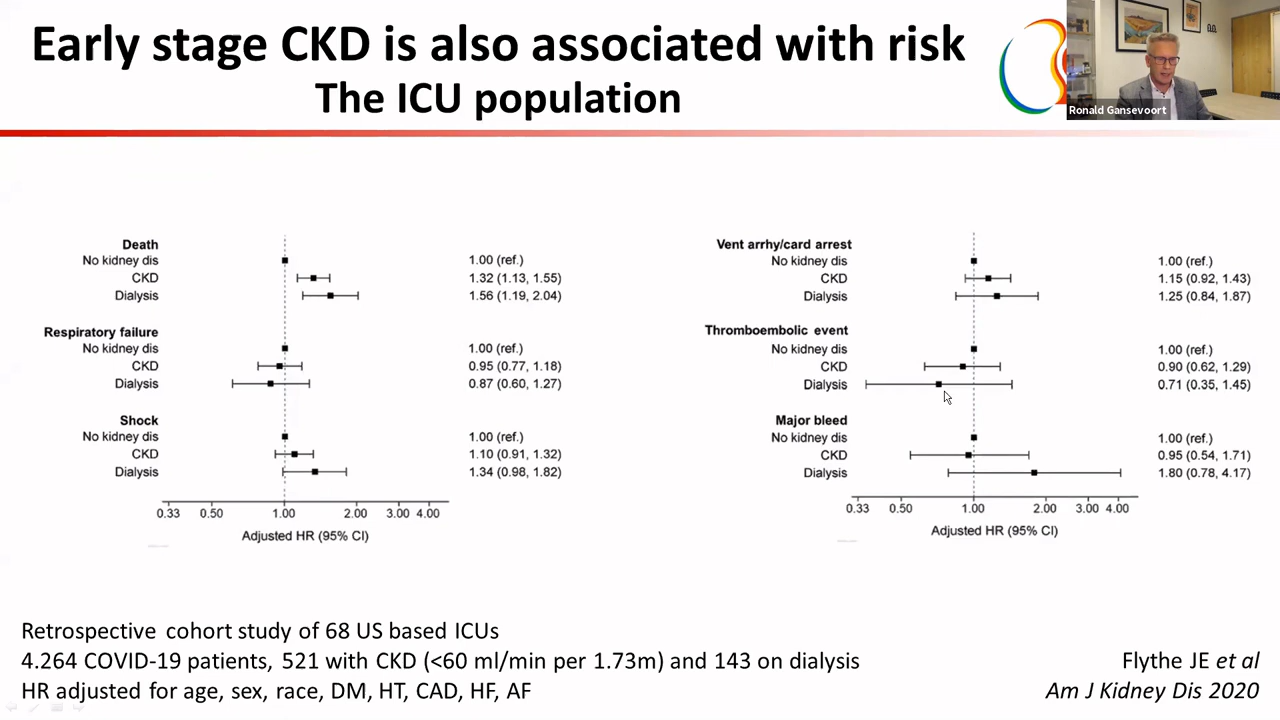 Early stage CKD is also associated with risk
The ICU population
Ronald Gansevoort
Death
No kidney dis 1.00 (ref.)
CKD 1.32 (1.13, 1.55)
Dialysis 1.56 (1.19, 2.04)
Respiratory failure
No kidney dis 1.00 (ref.)
CKD 0.95 (0.77, 1.18)
Dialysis 0.87 (0.60, 1.27)
Shock
No kidney dis 1.00 (ref.)
CKD 1.10 (0.91, 1.32)
Dialysis 1.34 (0.98, 1.82)
0.33 0.50 1.00 2.00 3.00 4.00
Adjusted HR (95% CI)
Vent arrhy/card arrest
No kidney dis 1.00 (ref.)
CKD 1.15 (0.92, 1.43)
Dialysis 1.25 (0.84, 1.87)
Thromboembolic event
No kidney dis 1.00 (ref.)
CKD 0.90 (0.62, 1.29)
Dialysis 0.71 (0.35, 1.45)
Major bleed
No kidney dis 1.00 (ref.)
CKD 0.95 (0.54, 1.71)
Dialysis 1.80 (0.78, 4.17)
0.33 0.50 1.00 2.00 3.00 4.00
Adjusted HR (95% CI)
Retrospective cohort study of 68 US based ICUs
4.264 COVID-19 patients, 521 with CKD (<60 ml/min per 1.73m) and 143 on dialysis
HR adjusted for age, sex, race, DM, HT, CAD, HF, AF
Flythe JE et al
Am J Kidney Dis 2020